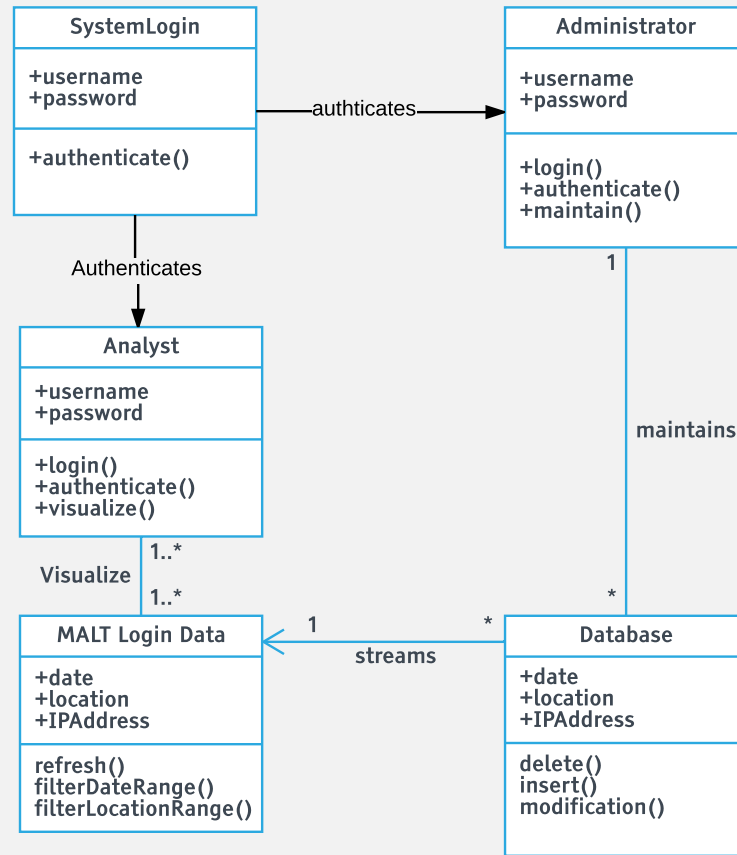 SystemLogin
+username
+password
+authenticate()
authticates
Administrator
+username
+password
+login()
+authenticate()
+maintain()
Authenticates
1
maintains
*
Analyst
+username
+password
+login()
+authenticate()
+visualize()
1..*
Visualize
1..*
MALT Login Data
+date
+location
+IPAddress
refresh()
filterDateRange()
filterLocationRange()
1
*
streams
Database
+date
+location
+IPAddress
delete()
insert()
modification()